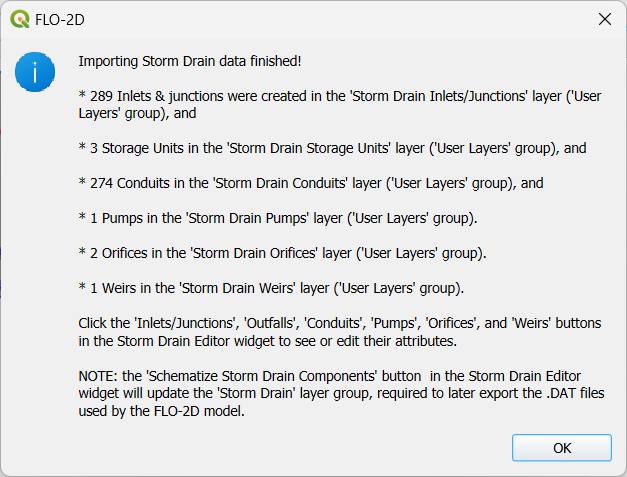 FLO-2D
Importing Storm Drain data finished!
* 289 Inlets & junctions were created in the 'Storm Drain Inlets/Junctions' layer ('User
Layers' group), and
* 3 Storage Units in the 'Storm Drain Storage Units' layer ('User Layers' group), and
* 274 Conduits in the 'Storm Drain Conduits' layer ('User Layers' group), and
* 1 Pumps in the 'Storm Drain Pumps' layer ('User Layers' group).
* 2 Orifices in the 'Storm Drain Orifices' layer ('User Layers' group).
* 1 Weirs in the 'Storm Drain Weirs' layer ('User Layers' group).
Click the 'Inlets/Junctions', 'Outfalls', 'Conduits', 'Pumps', 'Orifices', and 'Weirs' buttons
in the Storm Drain Editor widget to see or edit their attributes.
NOTE: the 'Schematize Storm Drain Components' button  in the Storm Drain Editor
widget will update the 'Storm Drain' layer group, required to later export the .DAT files
used by the FLO-2D model.
OK